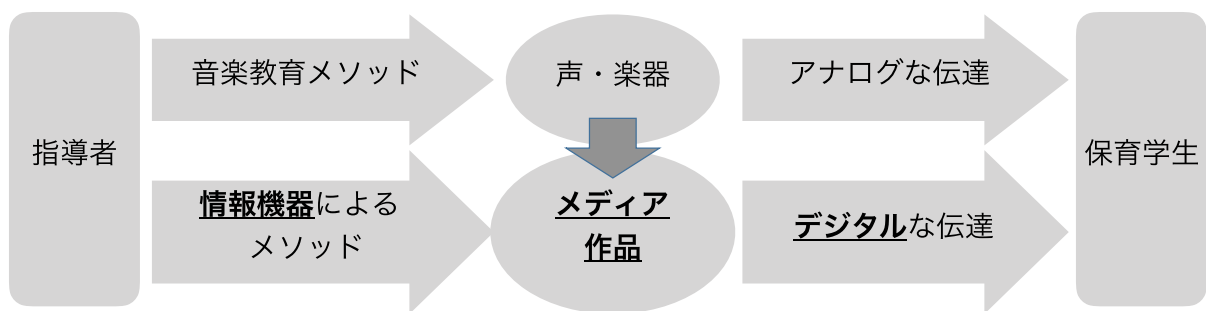 指導者
音楽教育メソッド
声・楽器
アナログな伝達
情報機器による
メソッド
メディア
作品
デジタルな伝達
保育学生